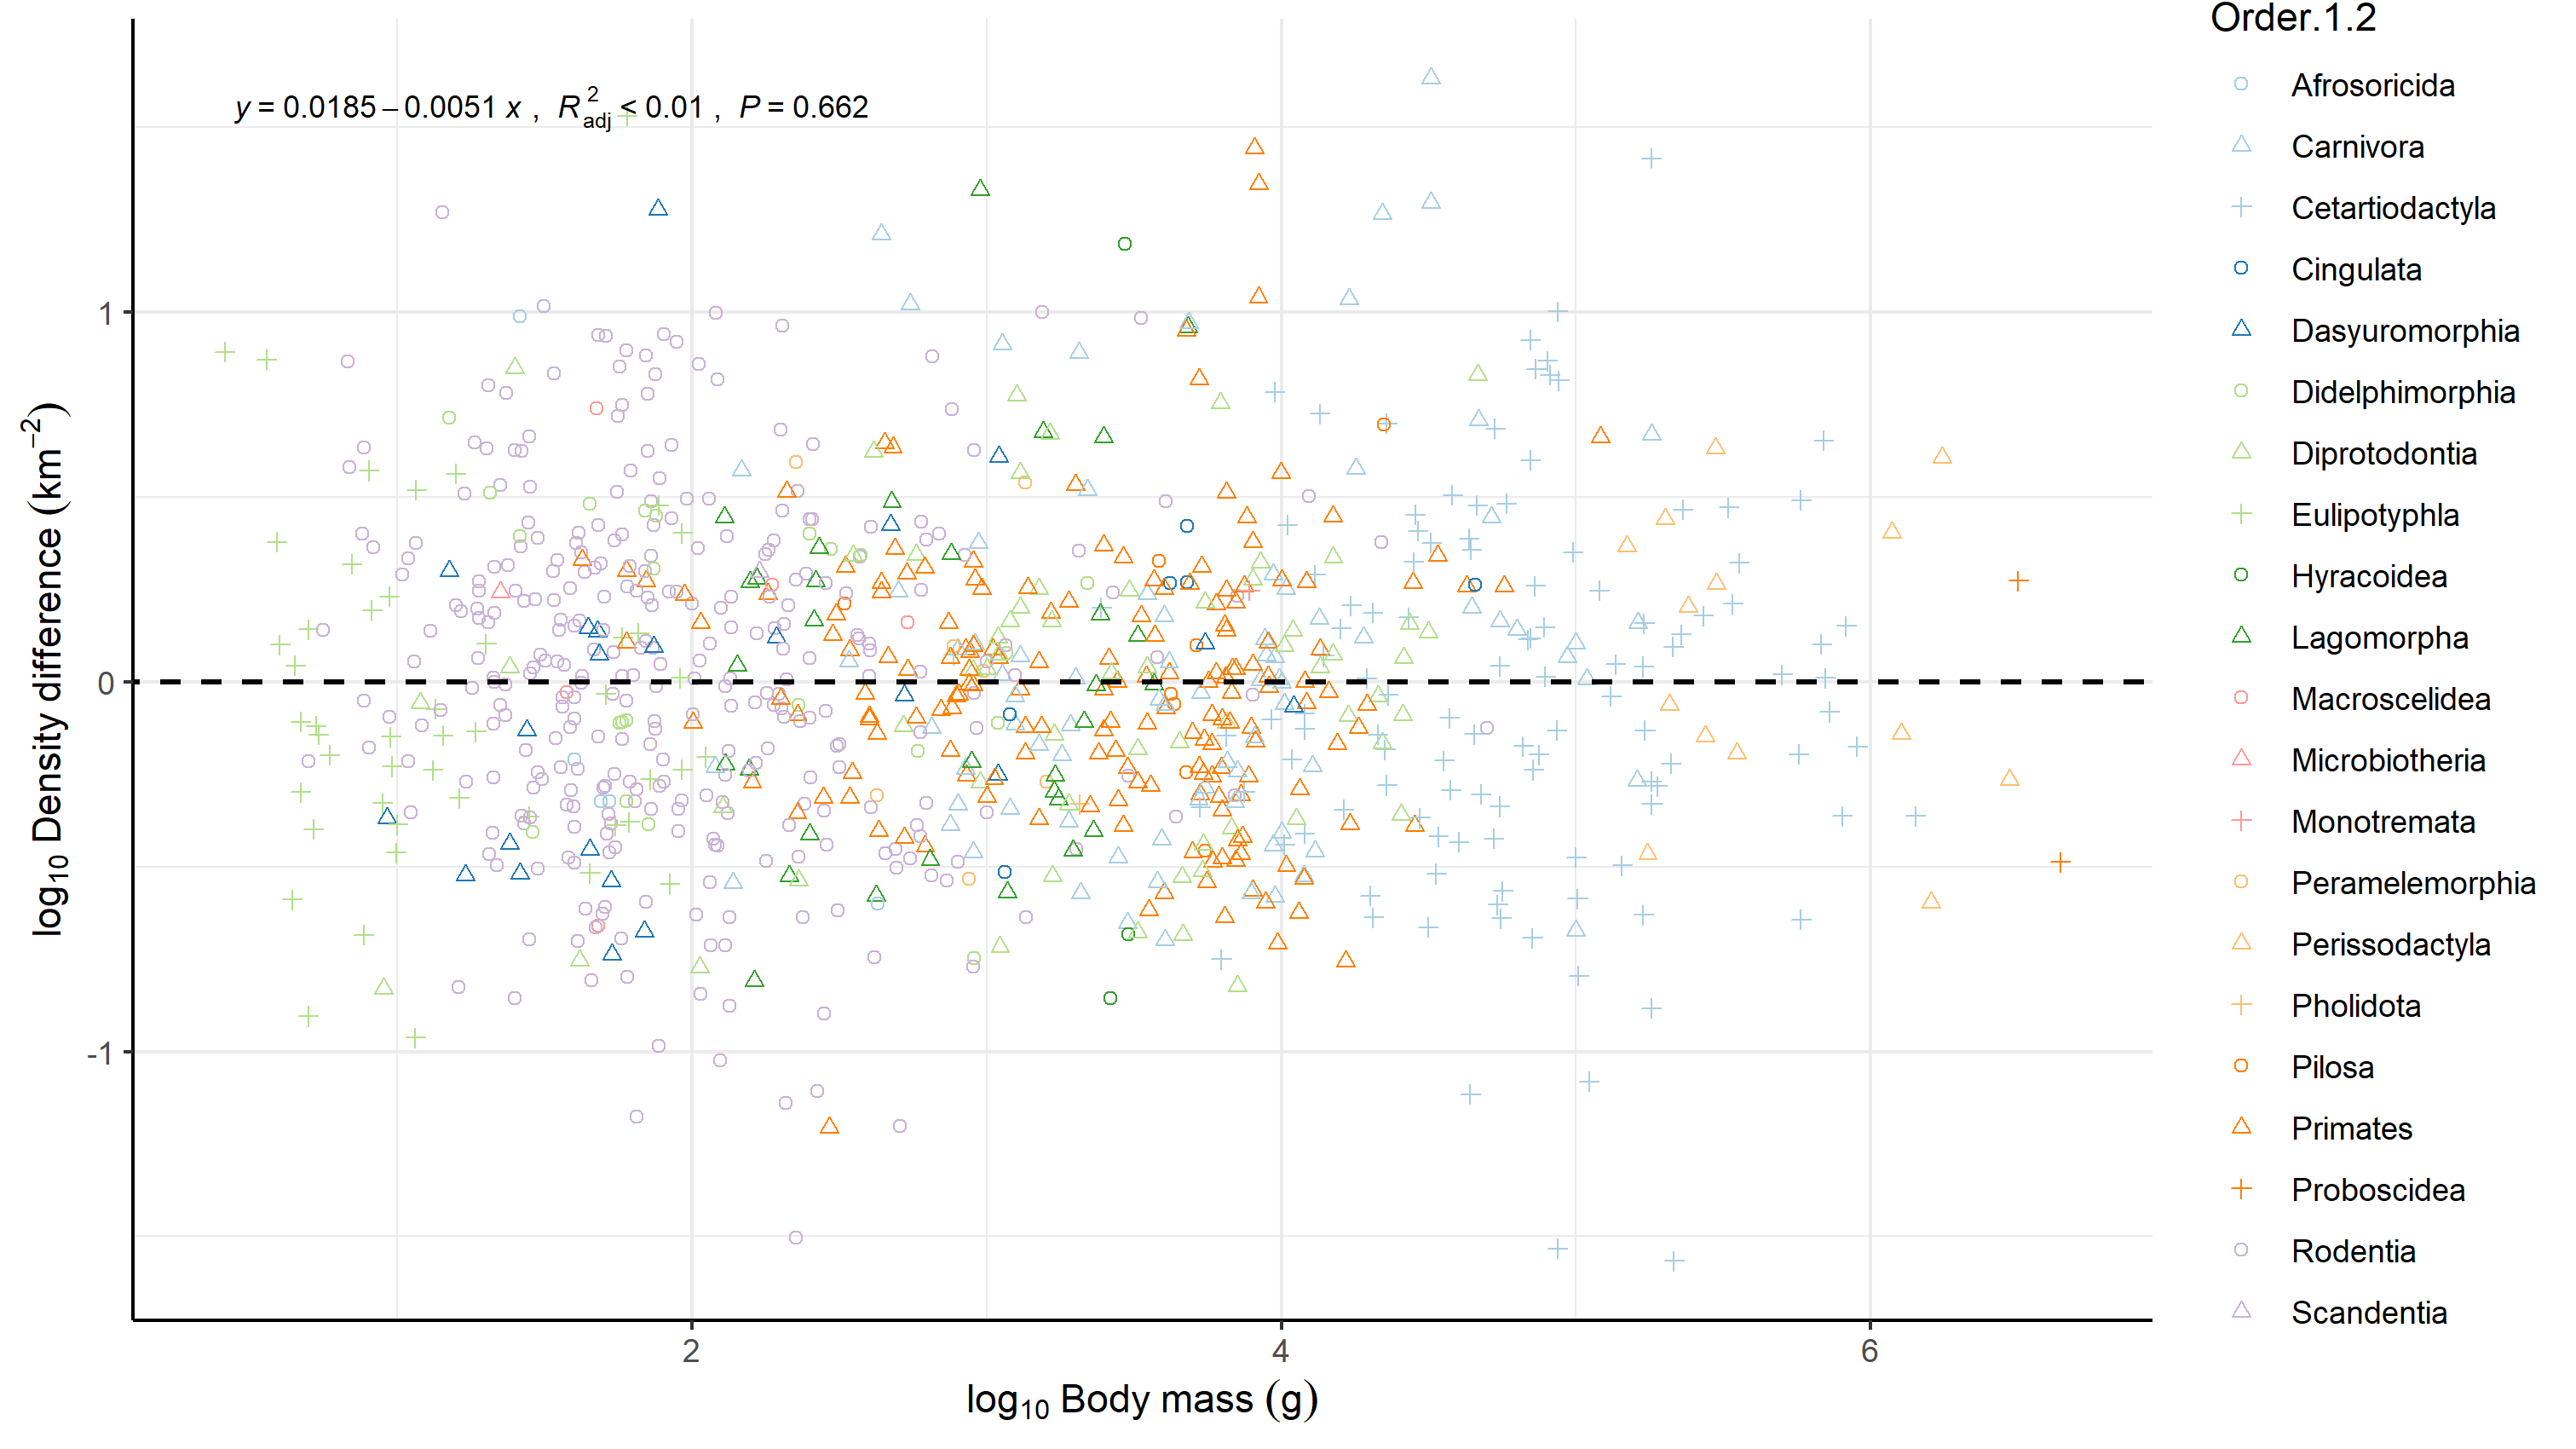 Order.1.2
y = 0.0185 – 0.0051 x , R²adj < 0.01 , P = 0.662
Afrosoricida
Carnivora
Cetartiodactyla
Cingulata
Dasyuromorphia
Didelphimorphia
Diprotodontia
Eulipotyphla
Hyracoidea
Lagomorpha
Macroscelidea
Microbiotheria
Monotremata
Peramelemorphia
Perissodactyla
Pholidota
Pilosa
Primates
Proboscidea
Rodentia
Scandentia
log₁₀ Density difference (km⁻²)
1
0
-1
2 4 6
log₁₀ Body mass (g)